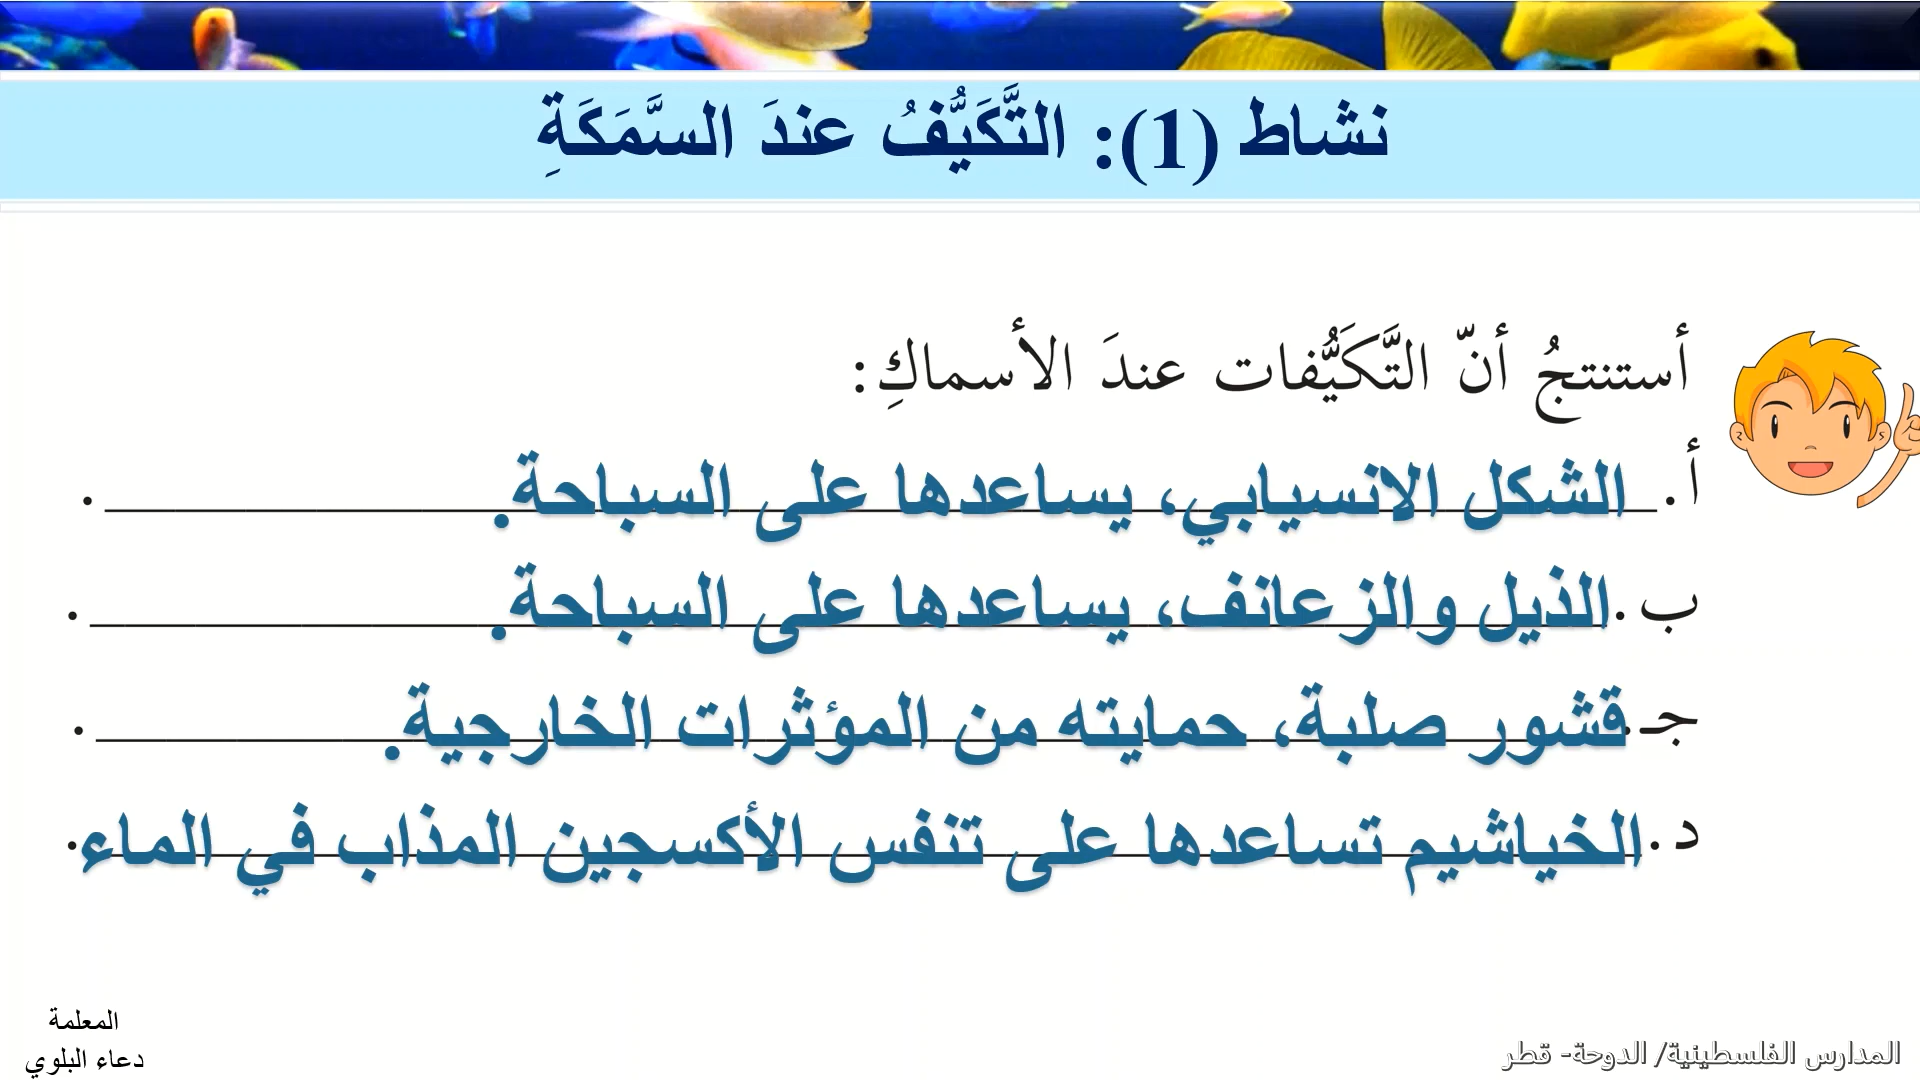 نشاط (1): التَّكَيُّفُ عندَ السَّمَكَةِ
أستنتجُ أنّ التَّكَيُّفات عندَ الأسماكِ:
أ. الشكل الانسيابي، يساعدها على السباحة.
ب. الذيل والزعانف، يساعدها على السباحة.
جـ. قشور صلبة، حمايته من المؤثرات الخارجية.
د. الخياشيم تساعدها على تنفس الأكسجين المذاب في الماء.
المعلمة
دعاء البلوي
المدارس الفلسطينية/ الدوحة- قطر